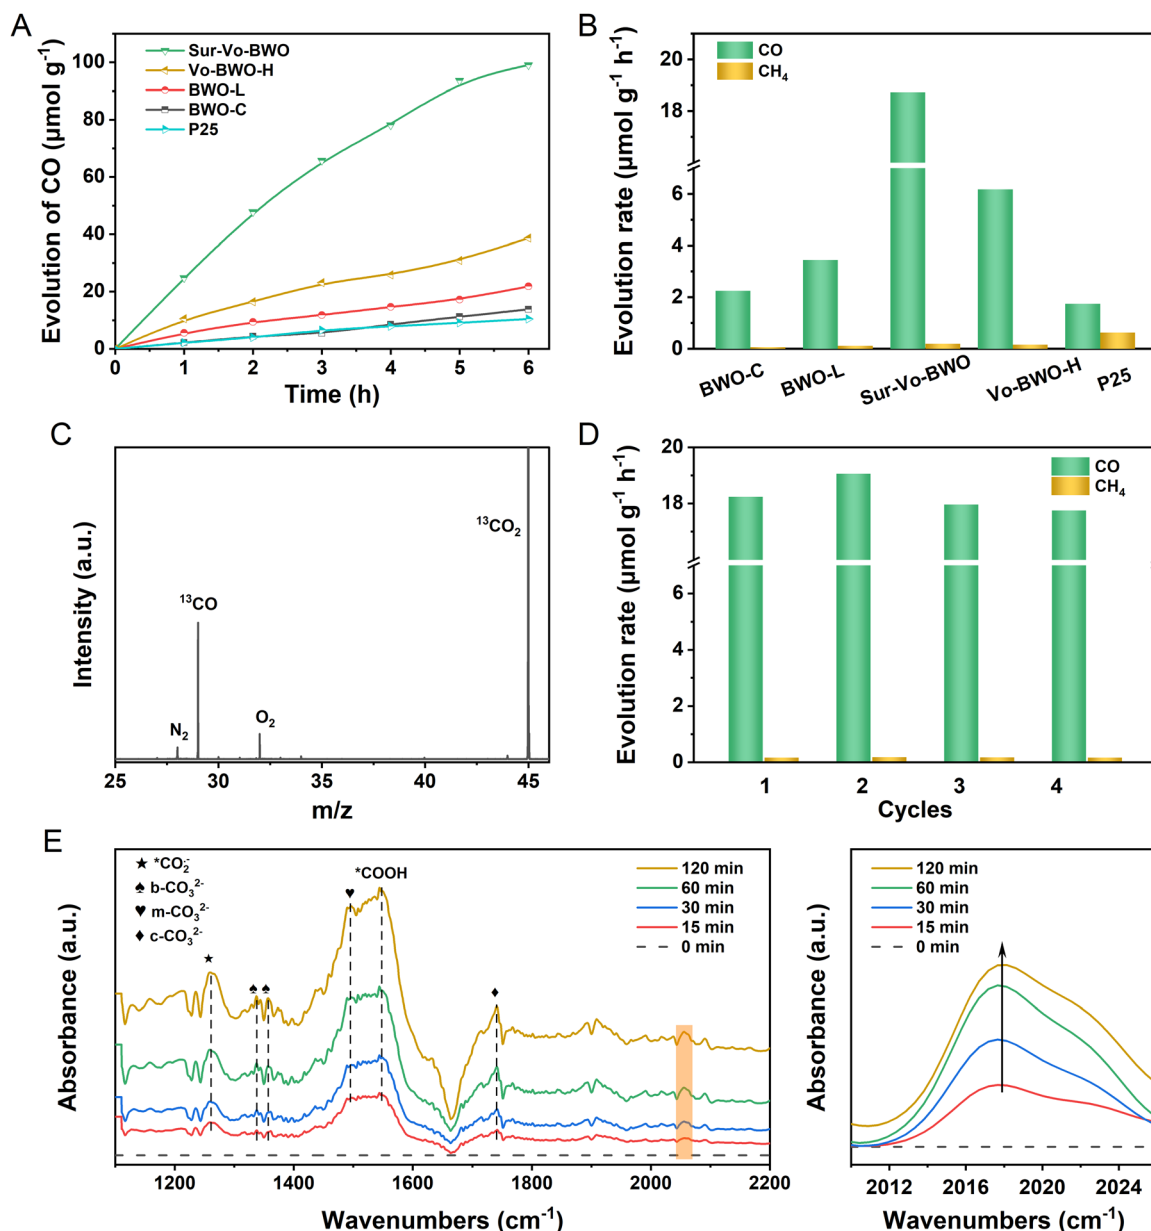 A
Evolution of CO (μmol g⁻¹)
100
80
60
40
20
0
Sur-Vo-BWO
Vo-BWO-H
BWO-L
BWO-C
P25
0 1 2 3 4 5 6
Time (h)
B
Evolution rate (μmol g⁻¹ h⁻¹)
20
18
6
4
2
0
CO
CH₄
BWO-C BWO-L Sur-Vo-BWO Vo-BWO-H P25
C
Intensity (a.u.)
¹³CO₂
¹³CO
N₂
O₂
25 30 35 40 45
m/z
D
Evolution rate (μmol g⁻¹ h⁻¹)
20
18
6
4
2
0
CO
CH₄
1 2 3 4
Cycles
E
Absorbance (a.u.)
★ *CO₂⁻
♠ b-CO₃²⁻
♥ m-CO₃²⁻
♦ c-CO₃²⁻
*COOH
120 min
60 min
30 min
15 min
0 min
1200 1400 1600 1800 2000 2200
Wavenumbers (cm⁻¹)
Absorbance (a.u.)
120 min
60 min
30 min
15 min
0 min
2012 2016 2020 2024
Wavenumbers (cm⁻¹)